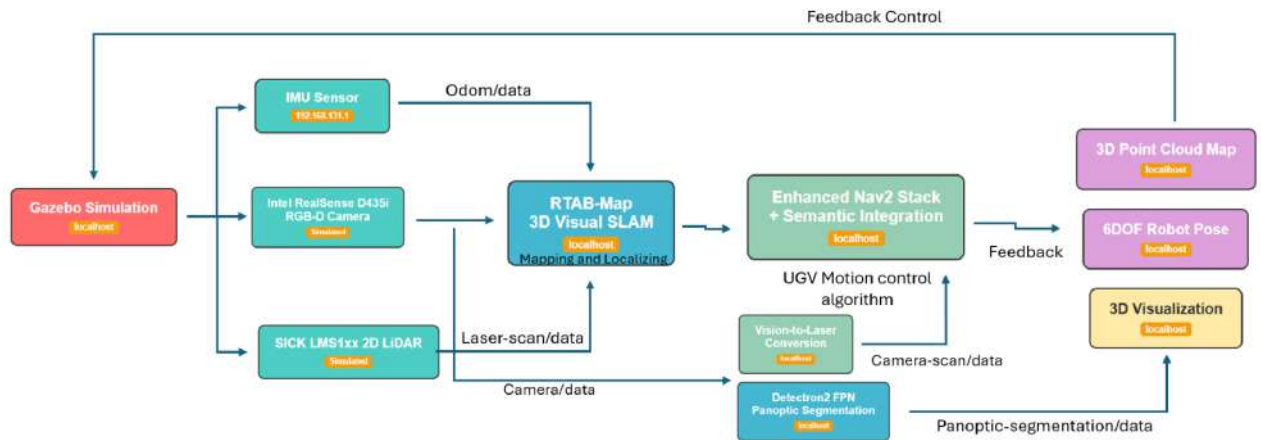 Feedback Control
IMU Sensor
192.168.131.1
Odom/data
3D Point Cloud Map
localhost
Gazebo Simulation
localhost
Intel RealSense D435i
RGB-D Camera
Simulated
RTAB-Map
3D Visual SLAM
localhost
Mapping and Localizing
Enhanced Nav2 Stack
+ Semantic Integration
localhost
Feedback
6DOF Robot Pose
localhost
UGV Motion control
algorithm
3D Visualization
localhost
SICK LMS1xx 2D LiDAR
Simulated
Laser-scan/data
Vision-to-Laser
Conversion
localhost
Camera-scan/data
Camera/data
Detectron2 FPN
Panoptic Segmentation
localhost
Panoptic-segmentation/data